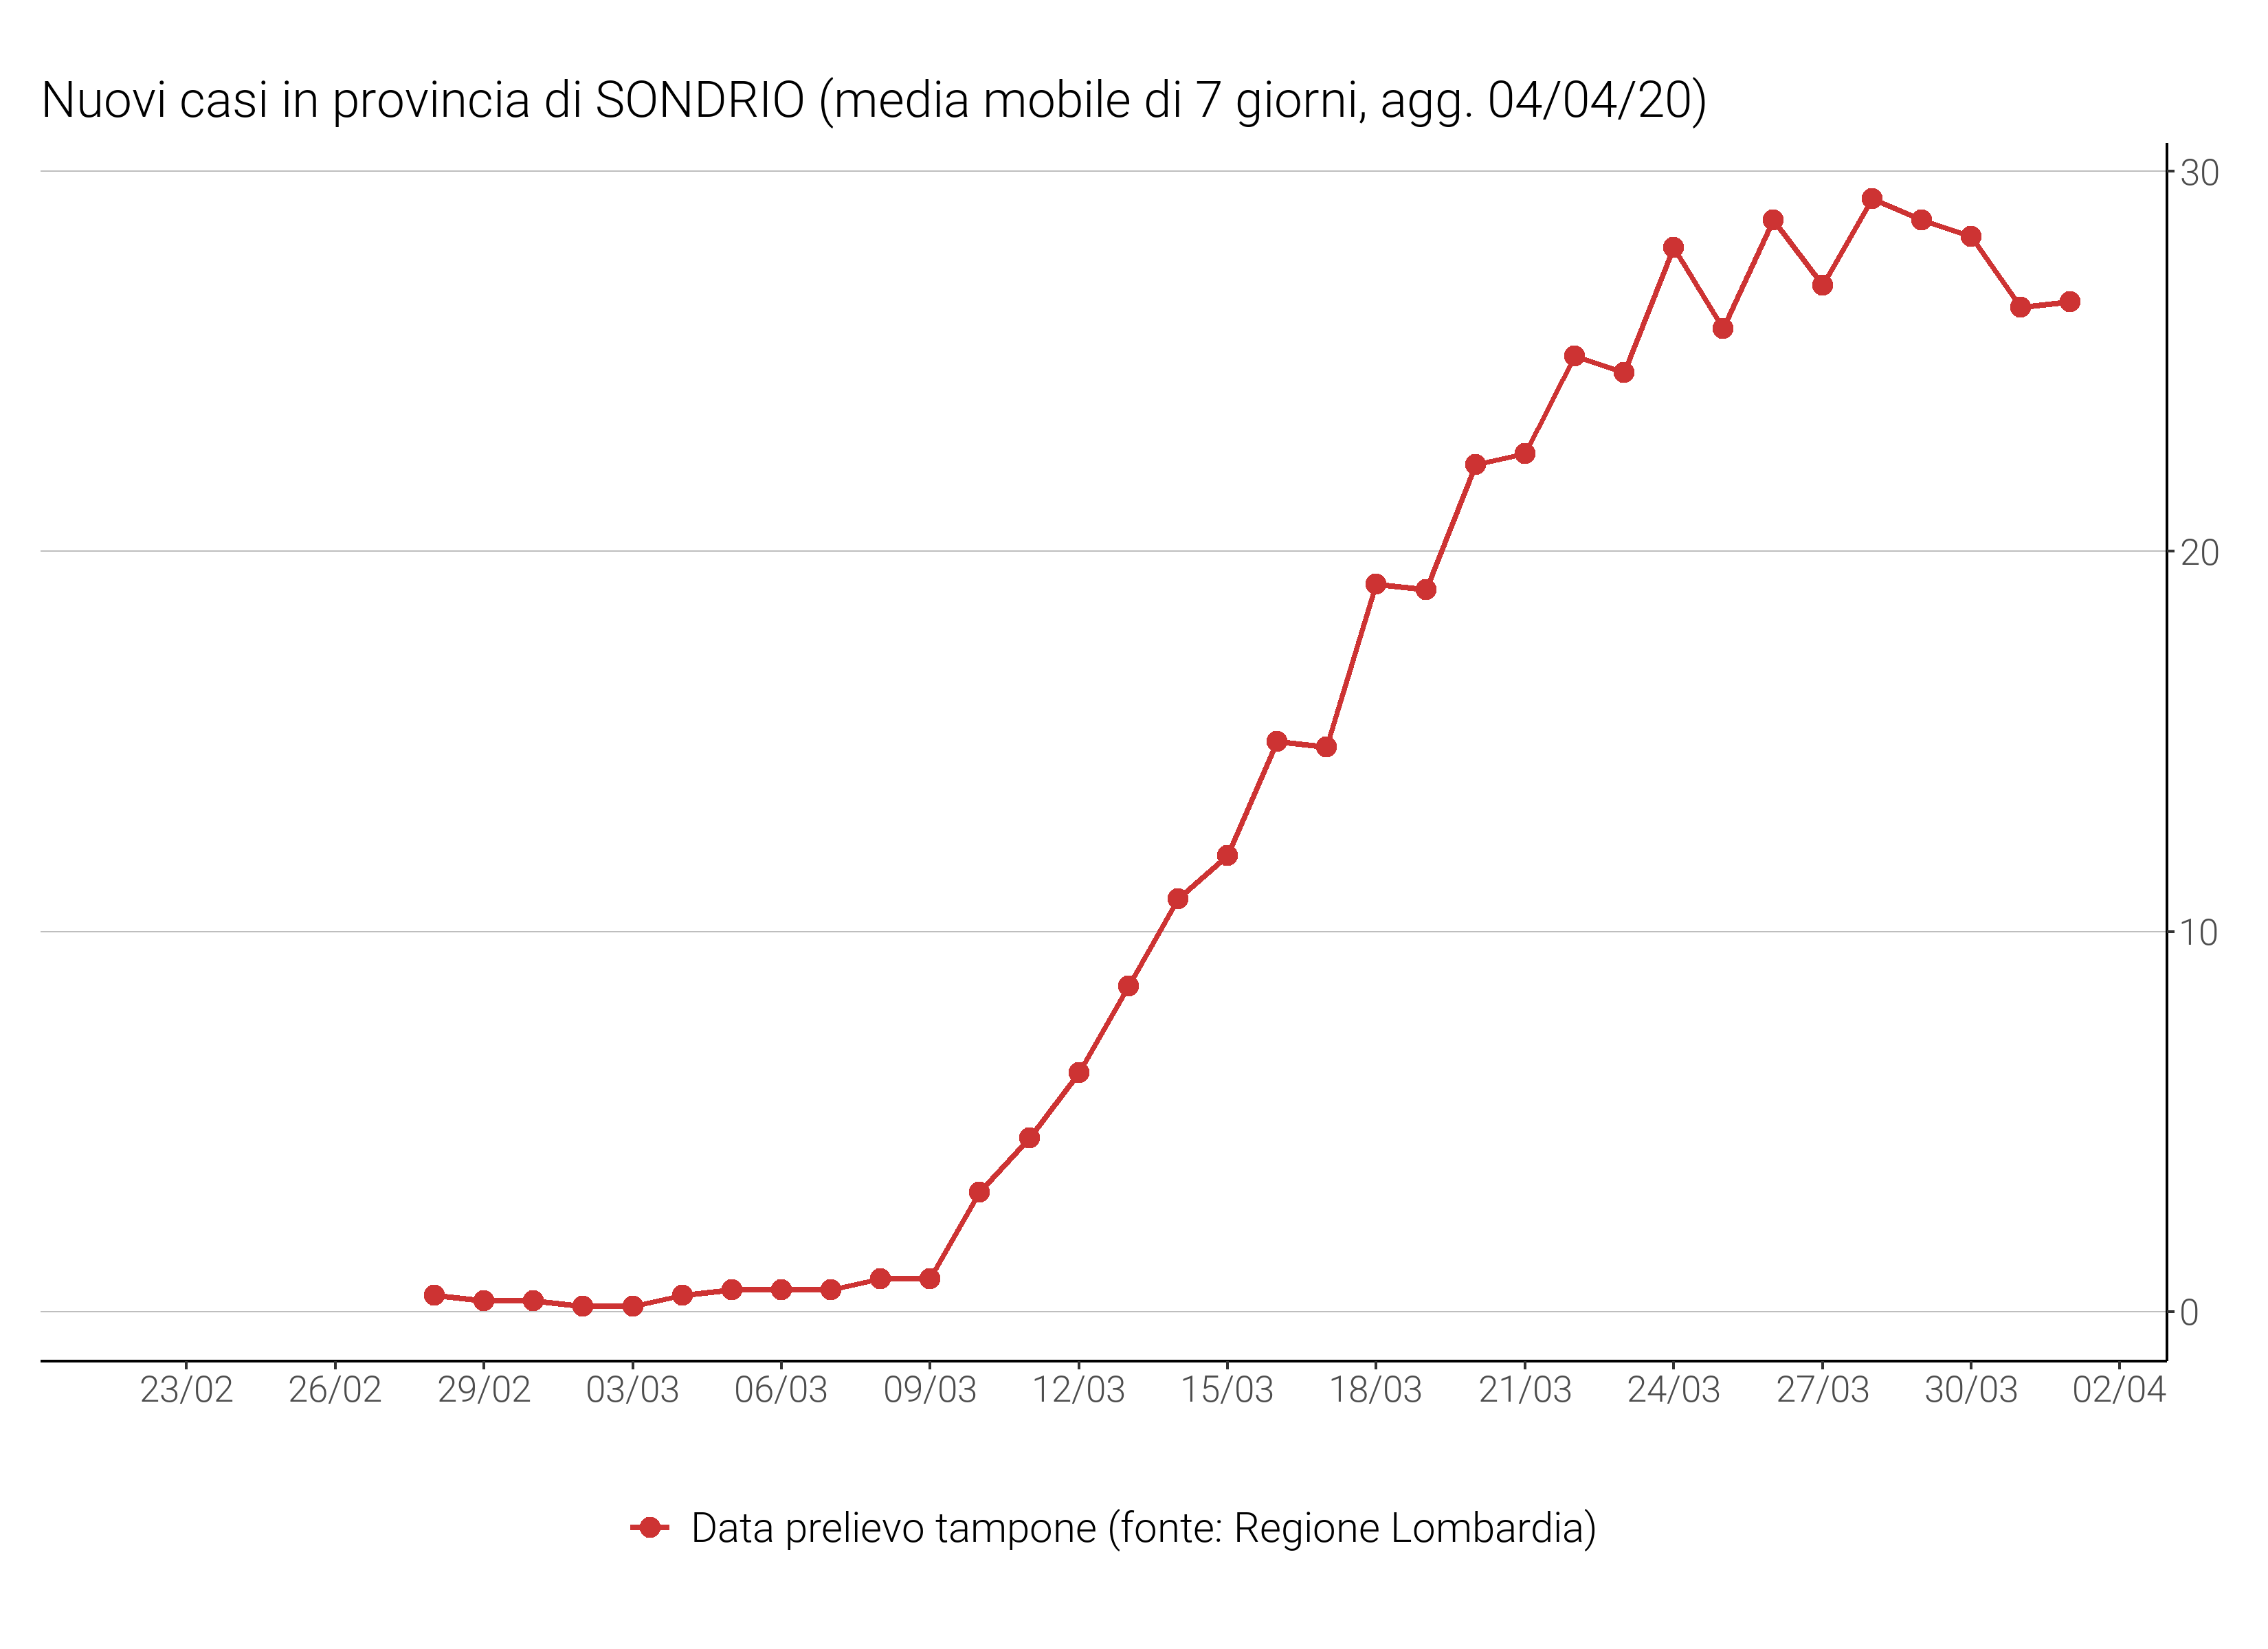 Nuovi casi in provincia di SONDRIO (media mobile di 7 giorni, agg. 04/04/20)
30
20
10
0
23/02 26/02 29/02 03/03 06/03 09/03 12/03 15/03 18/03 21/03 24/03 27/03 30/03 02/04
Data prelievo tampone (fonte: Regione Lombardia)